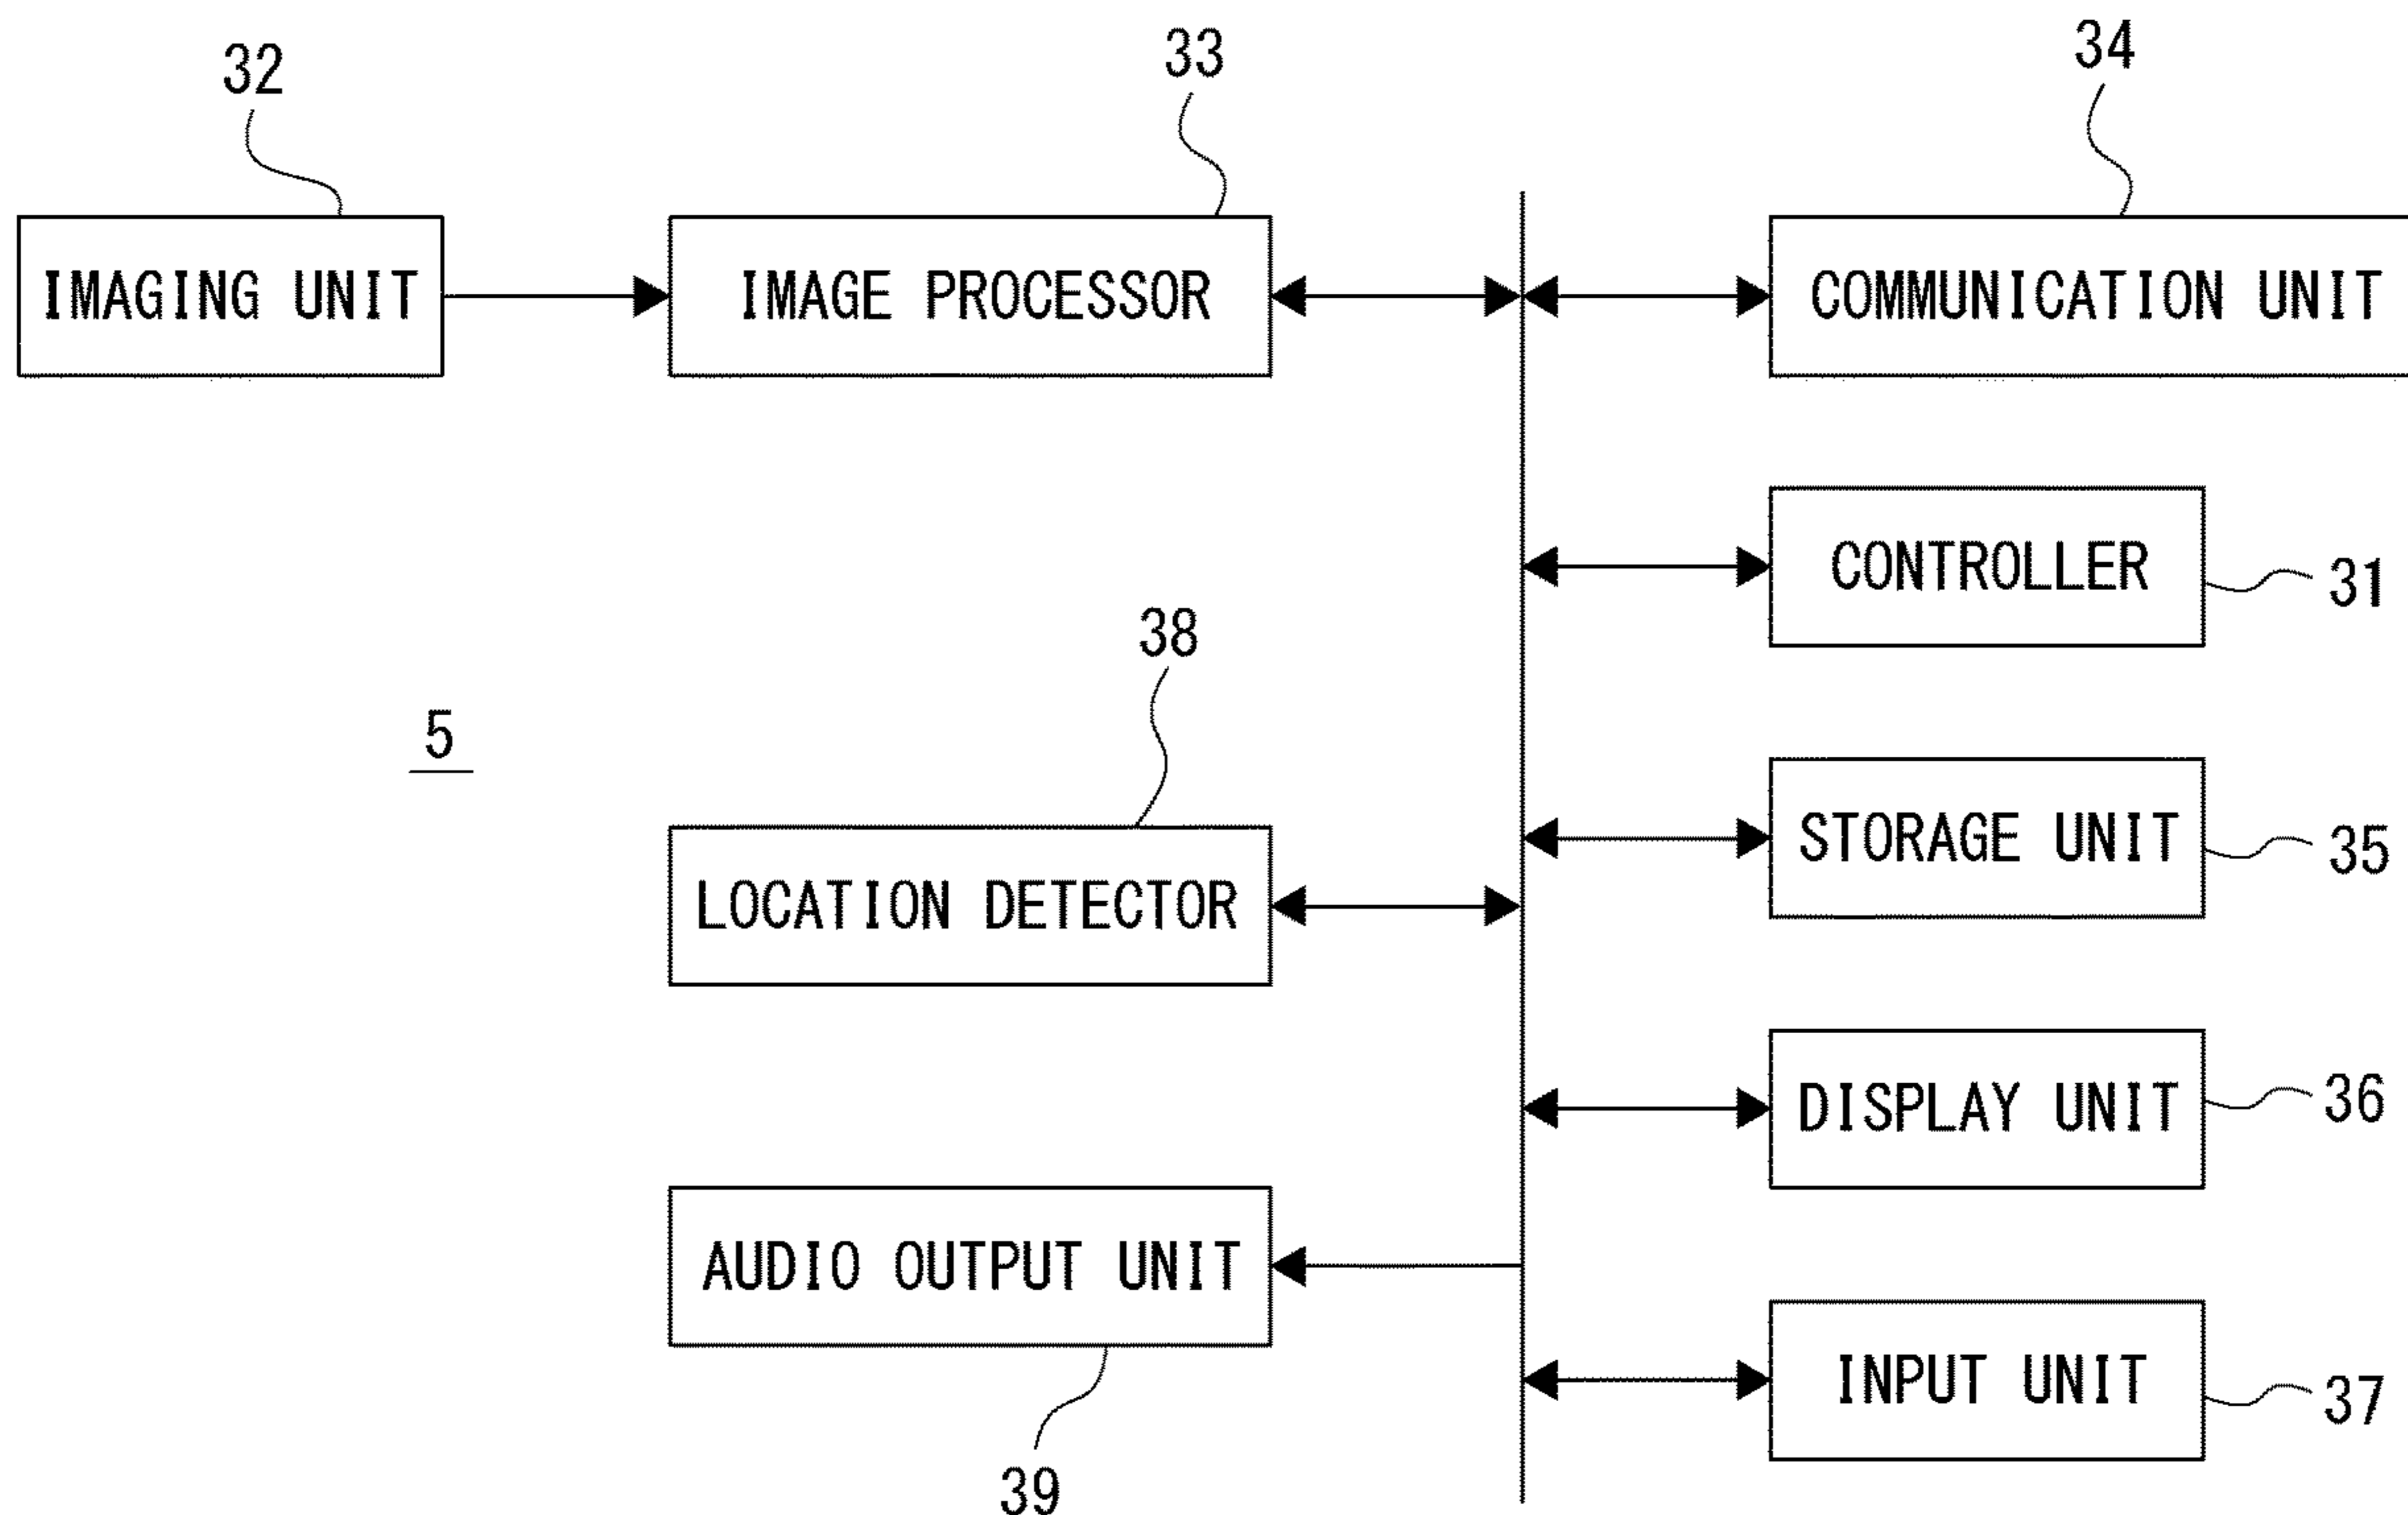 32
33
34
IMAGING UNIT
IMAGE PROCESSOR
COMMUNICATION UNIT
CONTROLLER
31
38
5
STORAGE UNIT
35
LOCATION DETECTOR
DISPLAY UNIT
36
AUDIO OUTPUT UNIT
INPUT UNIT
37
39